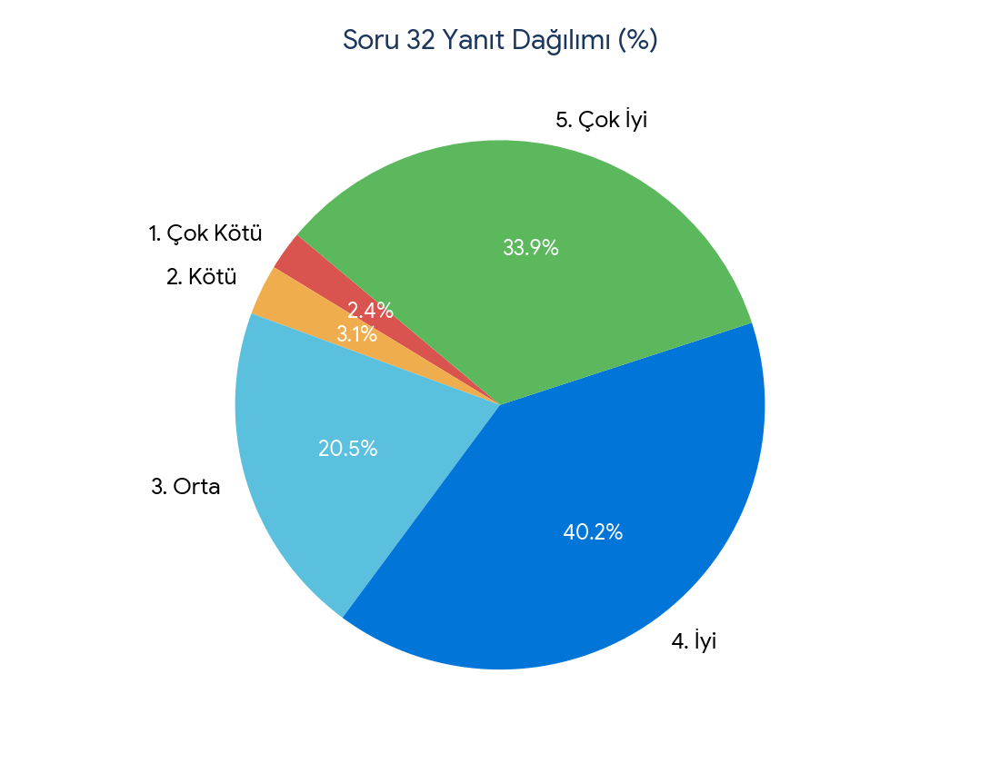 Soru 32 Yanıt Dağılımı (%)
5. Çok İyi
33.9%
1. Çok Kötü
2.4%
2. Kötü
3.1%
3. Orta
20.5%
4. İyi
40.2%